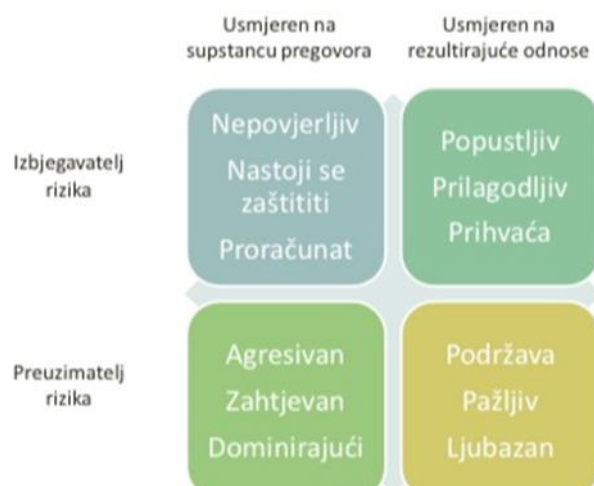 Usmjeren na
supstancu pregovora
Usmjeren na
rezultirajuće odnose
Izbjegavatelj
rizika
Nepovjerljiv
Nastoji se
zaštititi
Proračunat
Popustljiv
Prilagodljiv
Prihvaća
Preuzimatelj
rizika
Agresivan
Zahtjevan
Dominirajući
Podržava
Pažljiv
Ljubazan